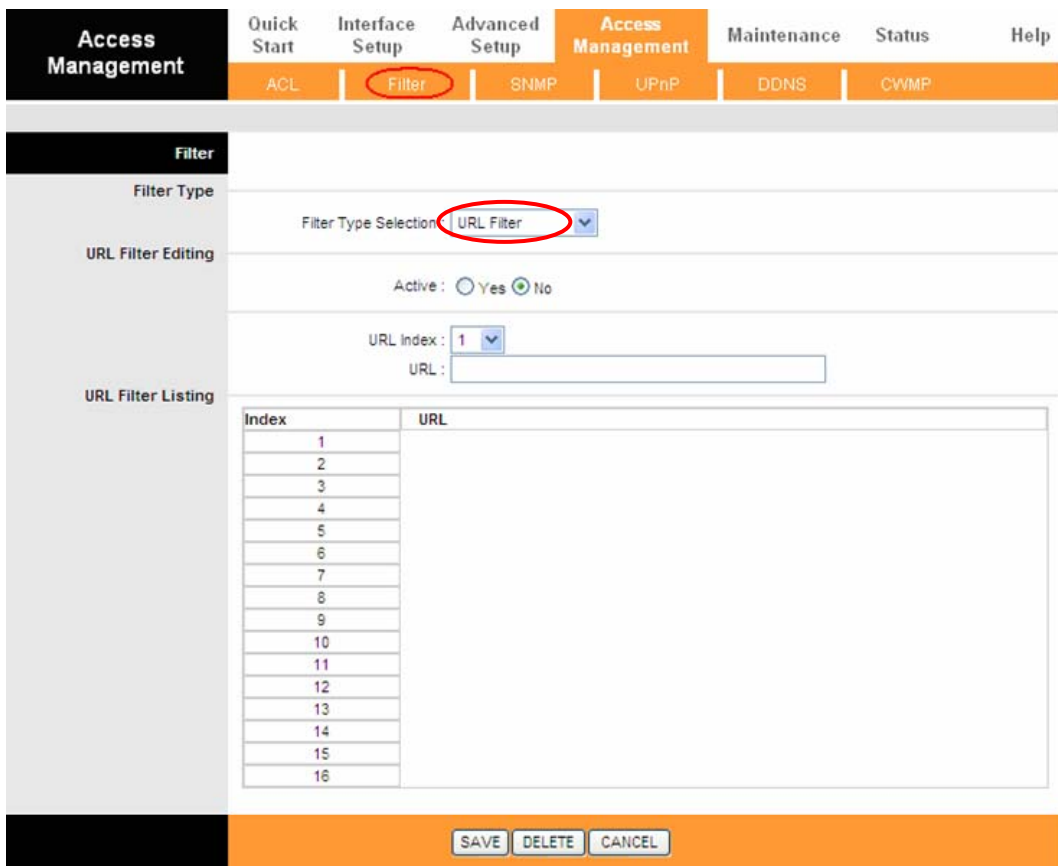 Access
Management
Quick
Start
Interface
Setup
Advanced
Setup
Access
Management
Maintenance
Status
Help
ACL
Filter
SNMP
UPnP
DDNS
CWMP
Filter
Filter Type
Filter Type Selection : URL Filter
URL Filter Editing
Active : Yes No
URL Index : 1
URL :
URL Filter Listing
Index URL
1
2
3
4
5
6
7
8
9
10
11
12
13
14
15
16
SAVE DELETE CANCEL